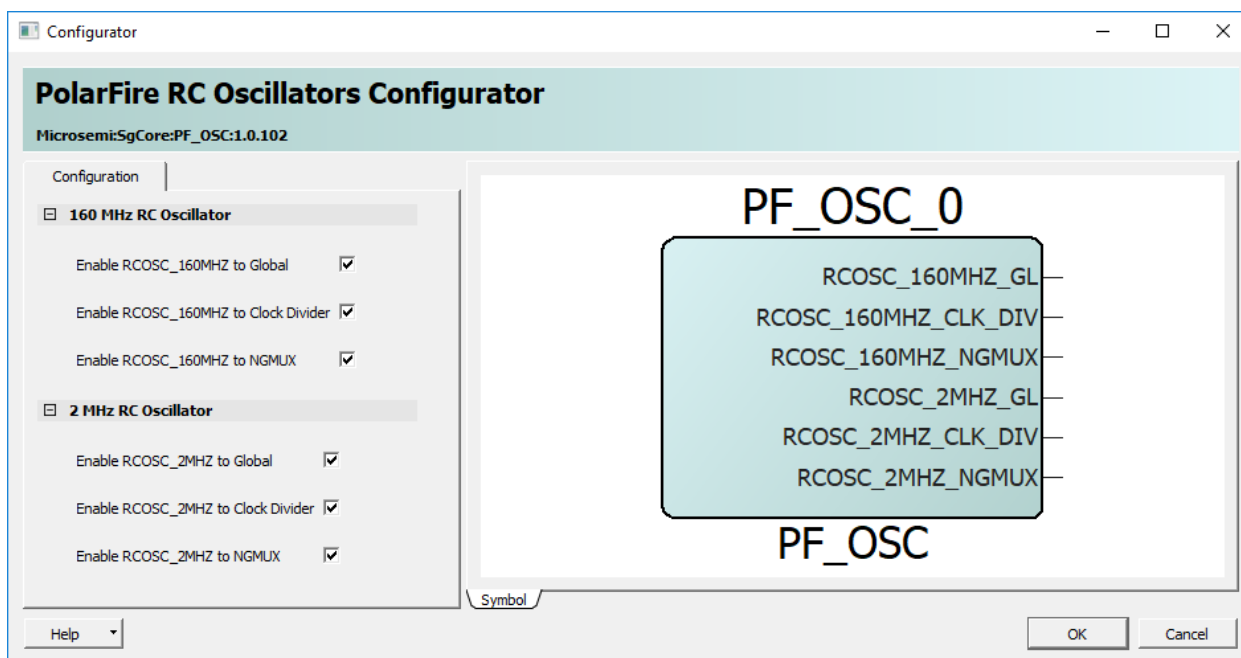 Configurator
PolarFire RC Oscillators Configurator
Microsemi:SgCore:PF_OSC:1.0.102
Configuration
160 MHz RC Oscillator
Enable RCOSC_160MHZ to Global
Enable RCOSC_160MHZ to Clock Divider
Enable RCOSC_160MHZ to NGMUX
2 MHz RC Oscillator
Enable RCOSC_2MHZ to Global
Enable RCOSC_2MHZ to Clock Divider
Enable RCOSC_2MHZ to NGMUX
PF_OSC_0
RCOSC_160MHZ_GL
RCOSC_160MHZ_CLK_DIV
RCOSC_160MHZ_NGMUX
RCOSC_2MHZ_GL
RCOSC_2MHZ_CLK_DIV
RCOSC_2MHZ_NGMUX
PF_OSC
Symbol
Help
OK
Cancel